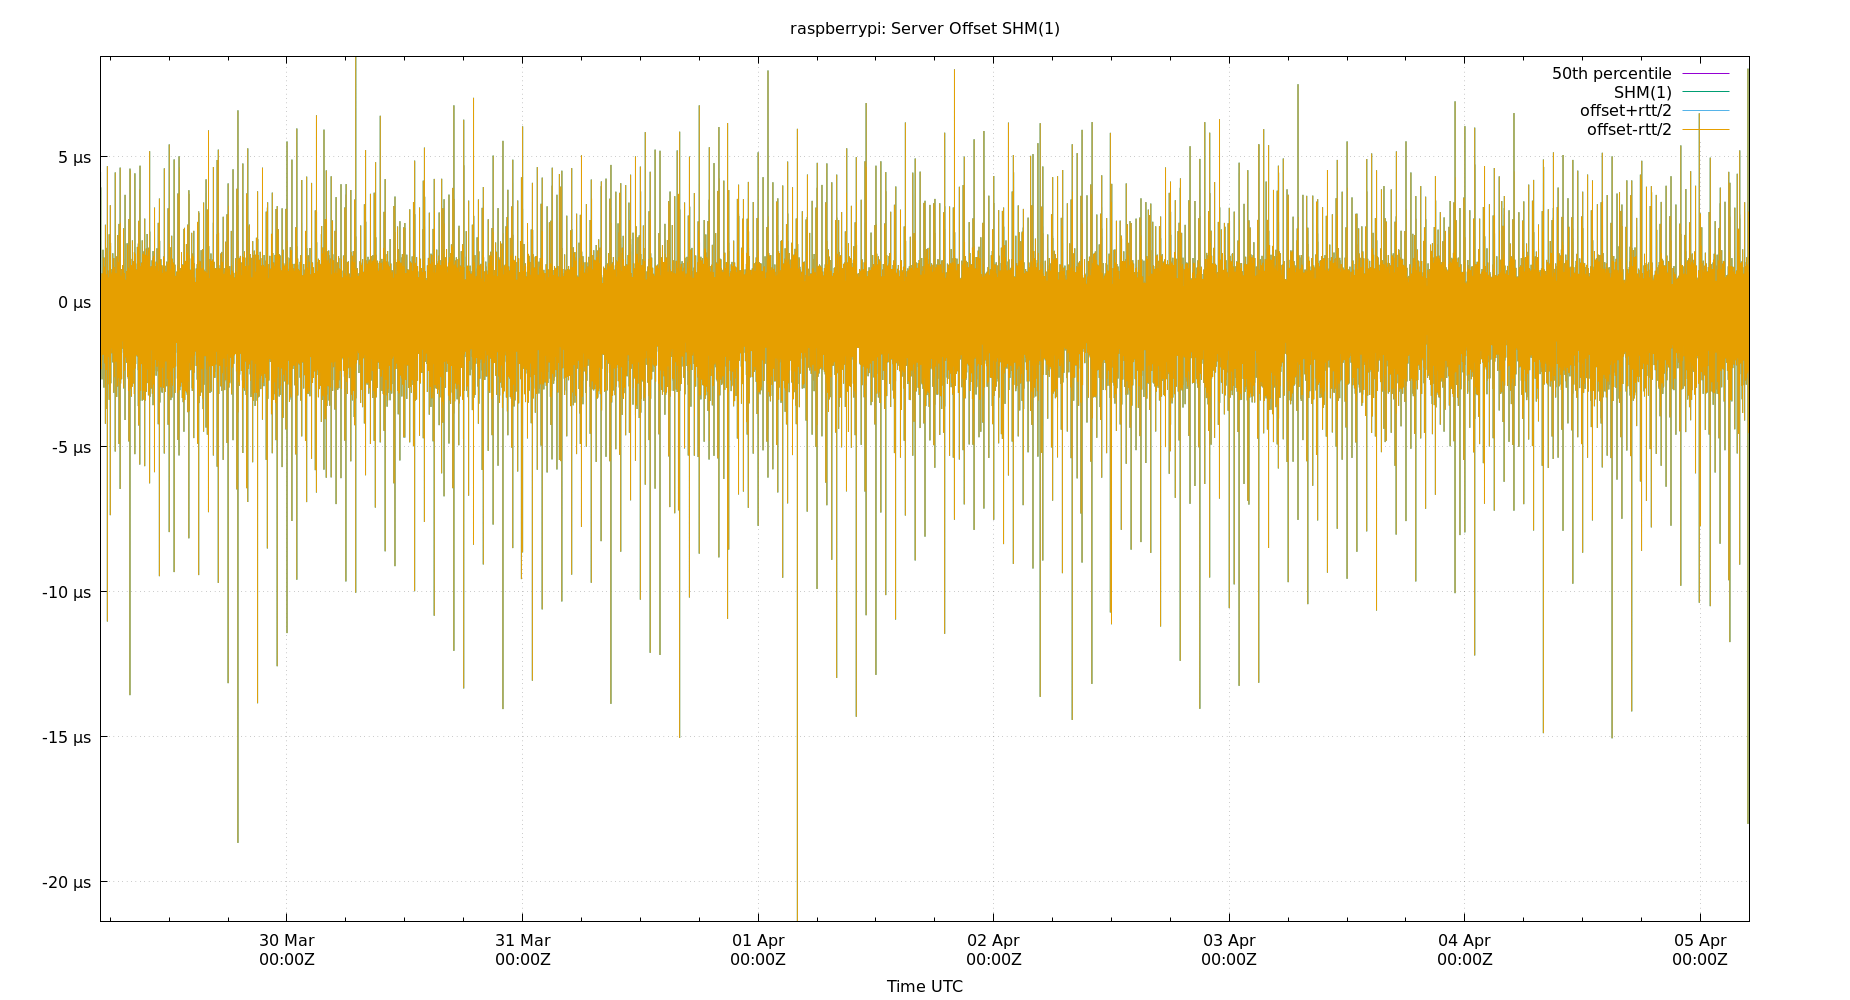 raspberrypi: Server Offset SHM(1)
50th percentile
SHM(1)
offset+rtt/2
offset-rtt/2
5 µs
0 µs
-5 µs
-10 µs
-15 µs
-20 µs
30 Mar 31 Mar 01 Apr 02 Apr 03 Apr 04 Apr 05 Apr
00:00Z 00:00Z 00:00Z 00:00Z 00:00Z 00:00Z 00:00Z
Time UTC